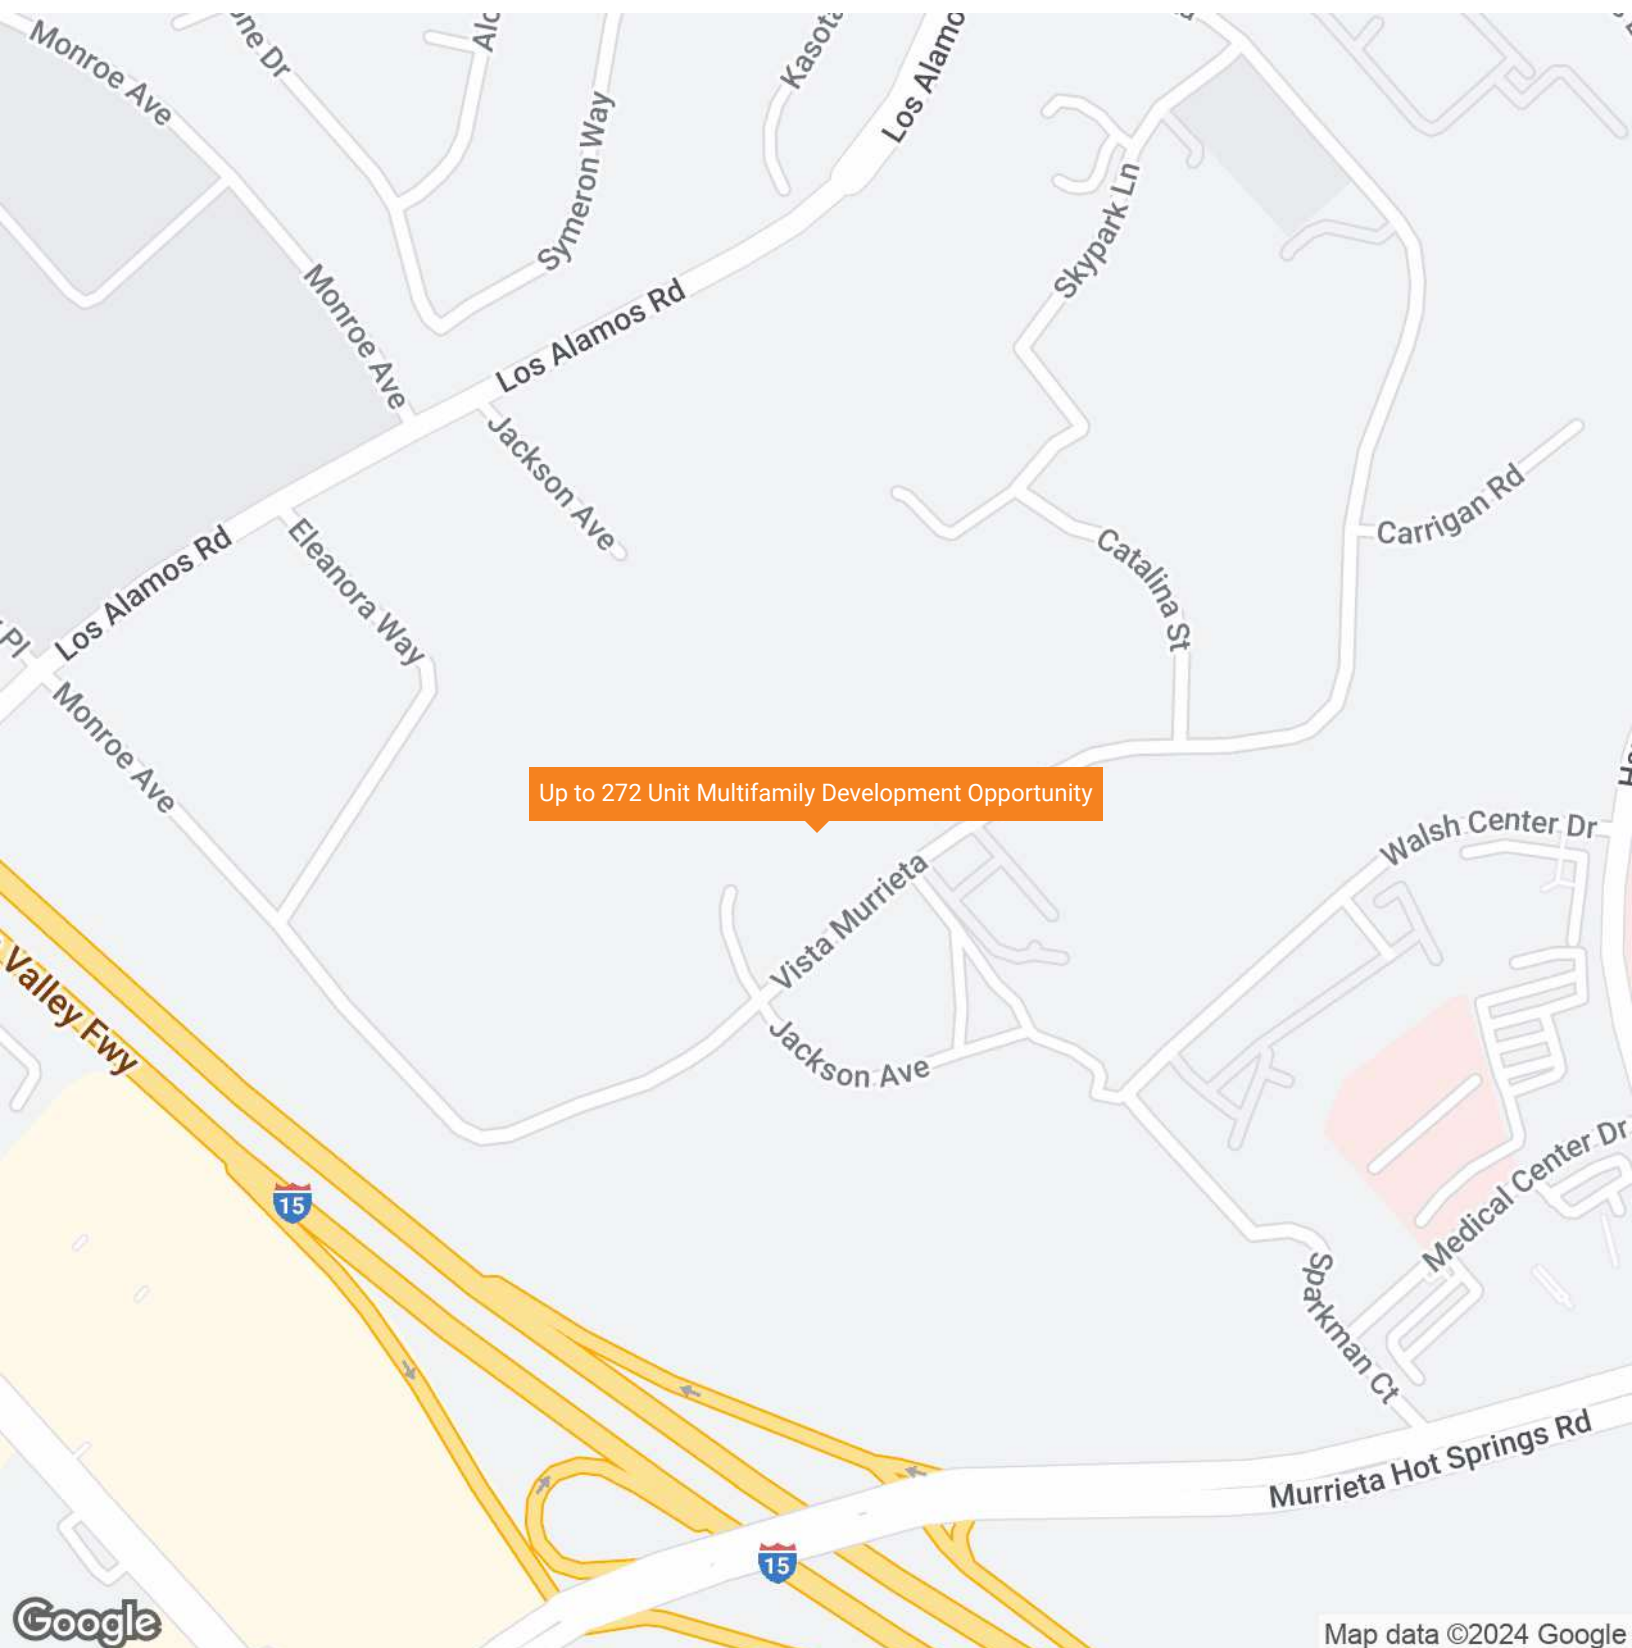 Monroe Ave
Symeron Way
Los Alamo
Skypark Ln
Monroe Ave
Los Alamos Rd
Jackson Ave
Carrigan Rd
Los Alamos Rd
Eleanora Way
Catalina St
Pl
Monroe Ave
Up to 272 Unit Multifamily Development Opportunity
Walsh Center Dr
Vista Murrieta
Valley Fwy
Jackson Ave
Medical Center Dr
15
Sparkman Ct
Murrieta Hot Springs Rd
15
Google
Map data ©2024 Google